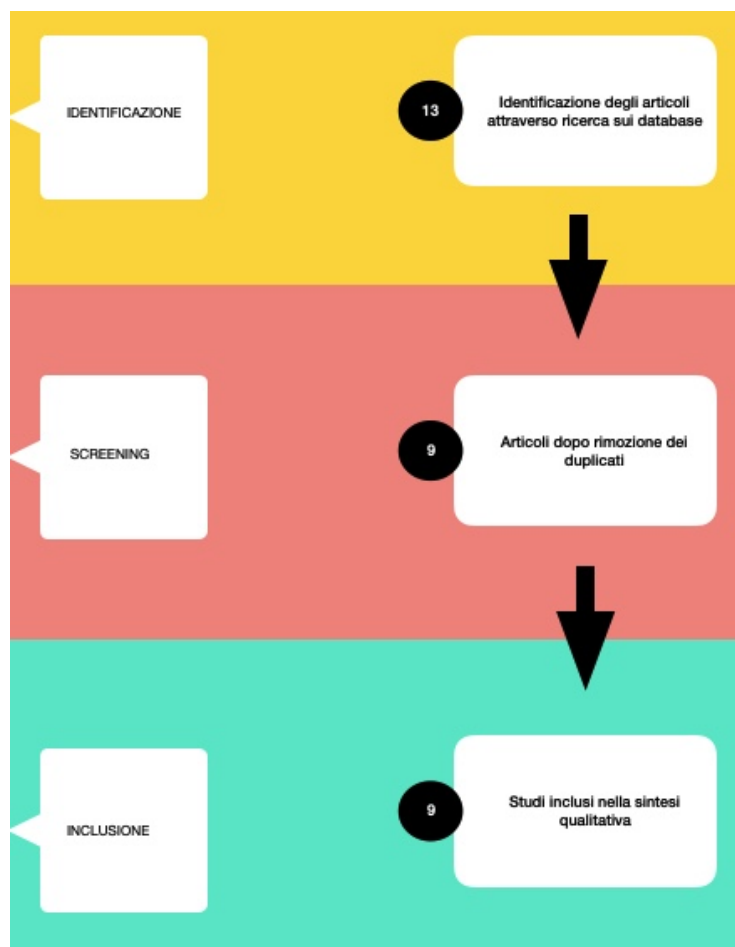 IDENTIFICAZIONE
13
Identificazione degli articoli
attraverso ricerca sui database
SCREENING
9
Articoli dopo rimozione dei
duplicati
INCLUSIONE
9
Studi inclusi nella sintesi
qualitativa